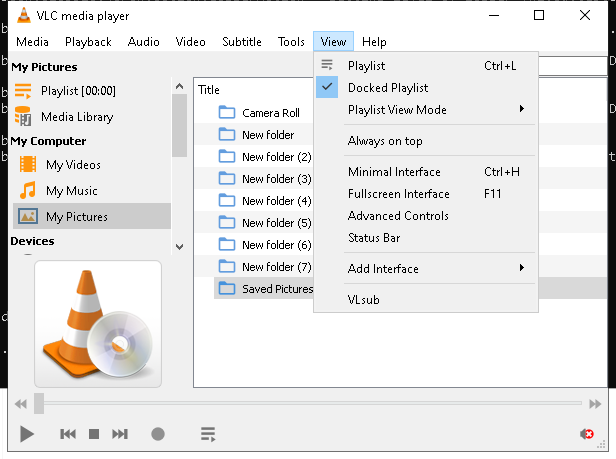 VLC media player
Media Playback Audio Video Subtitle Tools View Help
My Pictures
Playlist [00:00]
Media Library
My Computer
My Videos
My Music
My Pictures
Devices
Title
Camera Roll
New folder
New folder (2)
New folder (3)
New folder (4)
New folder (5)
New folder (6)
New folder (7)
Saved Pictures
Playlist Ctrl+L
Docked Playlist
Playlist View Mode
Always on top
Minimal Interface Ctrl+H
Fullscreen Interface F11
Advanced Controls
Status Bar
Add Interface
VLsub